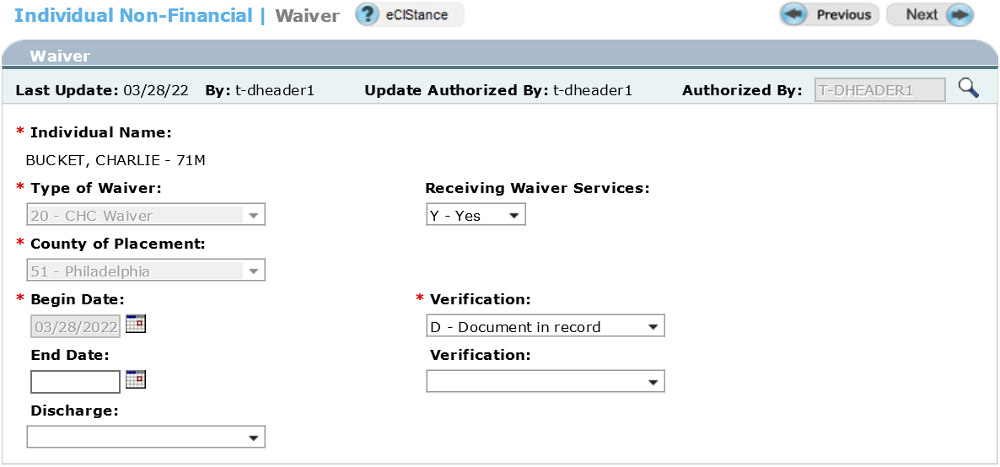 Individual Non-Financial | Waiver ? eCIStance Previous Next
Waiver
Last Update: 03/28/22 By: t-dheader1 Update Authorized By: t-dheader1 Authorized By: T-DHEADER1
* Individual Name:
BUCKET, CHARLIE - 71M
* Type of Waiver: Receiving Waiver Services:
20 - CHC Waiver Y - Yes
* County of Placement:
51 - Philadelphia
* Begin Date: * Verification:
03/28/2022 D - Document in record
End Date: Verification:
Discharge: